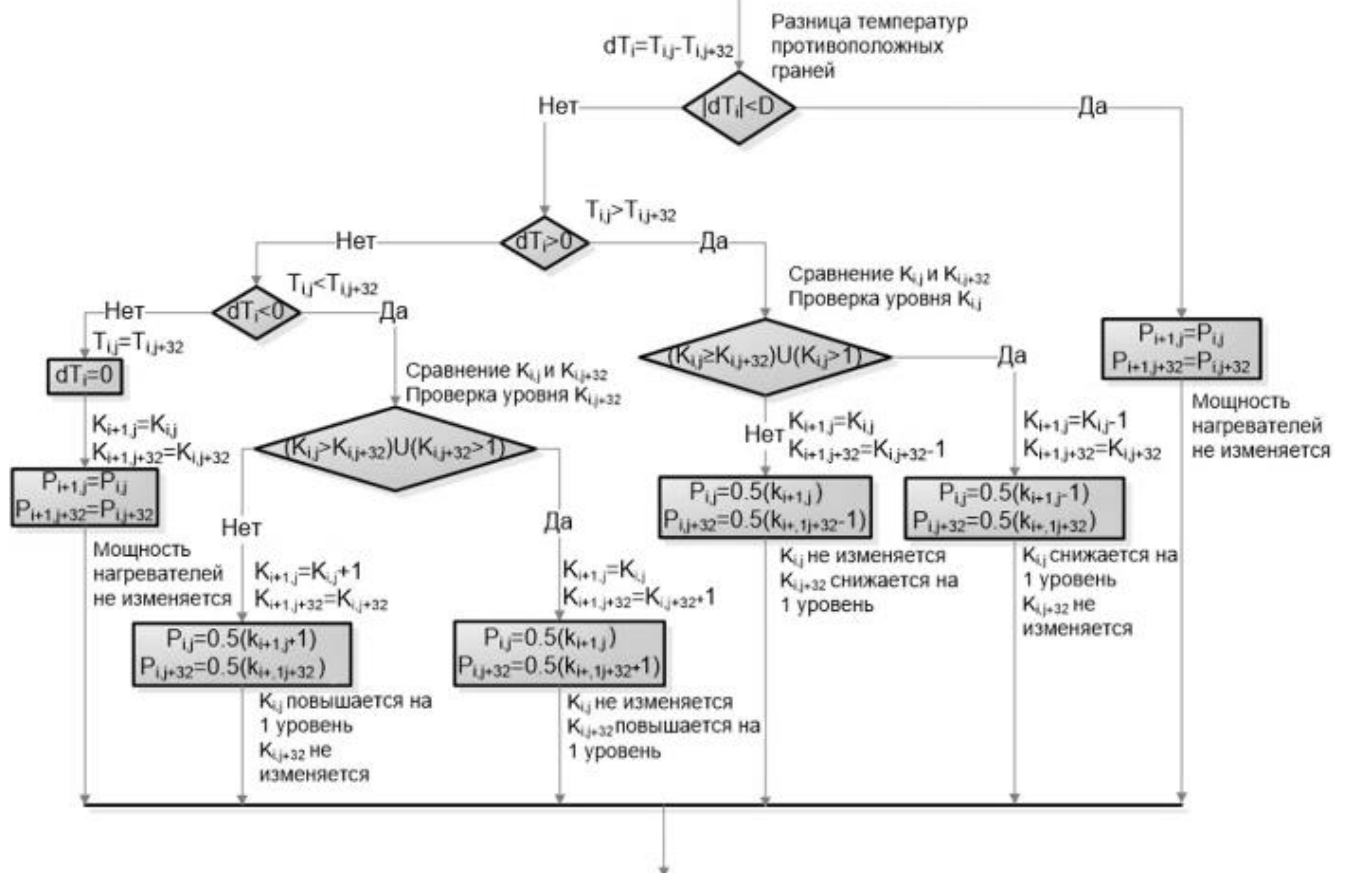 dTᵢ=Tᵢ,ⱼ-Tᵢ,ⱼ₊₃₂
Разница температур
противоположных
граней
|dTᵢ|<D
Нет
Да
Tᵢ,ⱼ>Tᵢ,ⱼ₊₃₂
dTᵢ>0
Нет
Да
Tᵢ,ⱼ<Tᵢ,ⱼ₊₃₂
dTᵢ<0
Нет
Да
Tᵢ,ⱼ=Tᵢ,ⱼ₊₃₂
dTᵢ=0
Kᵢ₊₁,ⱼ=Kᵢ,ⱼ
Kᵢ₊₁,ⱼ₊₃₂=Kᵢ,ⱼ₊₃₂
Pᵢ₊₁,ⱼ=Pᵢ,ⱼ
Pᵢ₊₁,ⱼ₊₃₂=Pᵢ,ⱼ₊₃₂
Мощность
нагревателей
не изменяется
Сравнение Kᵢ,ⱼ и Kᵢ,ⱼ₊₃₂
Проверка уровня Kᵢ,ⱼ₊₃₂
(Kᵢ,ⱼ>Kᵢ,ⱼ₊₃₂)U(Kᵢ,ⱼ₊₃₂>1)
Нет
Kᵢ₊₁,ⱼ=Kᵢ,ⱼ+1
Kᵢ₊₁,ⱼ₊₃₂=Kᵢ,ⱼ₊₃₂
Pᵢ,ⱼ=0.5(kᵢ₊₁,ⱼ+1)
Pᵢ,ⱼ₊₃₂=0.5(kᵢ₊,₁ⱼ₊₃₂)
Kᵢ,ⱼ повышается на
1 уровень
Kᵢ,ⱼ₊₃₂ не
изменяется
Да
Kᵢ₊₁,ⱼ=Kᵢ,ⱼ
Kᵢ₊₁,ⱼ₊₃₂=Kᵢ,ⱼ₊₃₂+1
Pᵢ,ⱼ=0.5(kᵢ₊₁,ⱼ)
Pᵢ,ⱼ₊₃₂=0.5(kᵢ₊,₁ⱼ₊₃₂+1)
Kᵢ,ⱼ не изменяется
Kᵢ,ⱼ₊₃₂ повышается на
1 уровень
Сравнение Kᵢ,ⱼ и Kᵢ,ⱼ₊₃₂
Проверка уровня Kᵢ,ⱼ
(Kᵢ,ⱼ≥Kᵢ,ⱼ₊₃₂)U(Kᵢ,ⱼ>1)
Нет
Kᵢ₊₁,ⱼ=Kᵢ,ⱼ
Kᵢ₊₁,ⱼ₊₃₂=Kᵢ,ⱼ₊₃₂-1
Pᵢ,ⱼ=0.5(kᵢ₊₁,ⱼ)
Pᵢ,ⱼ₊₃₂=0.5(kᵢ₊,₁ⱼ₊₃₂-1)
Kᵢ,ⱼ не изменяется
Kᵢ,ⱼ₊₃₂ снижается на
1 уровень
Да
Kᵢ₊₁,ⱼ=Kᵢ,ⱼ-1
Kᵢ₊₁,ⱼ₊₃₂=Kᵢ,ⱼ₊₃₂
Pᵢ,ⱼ=0.5(kᵢ₊₁,ⱼ-1)
Pᵢ,ⱼ₊₃₂=0.5(kᵢ₊,₁ⱼ₊₃₂)
Kᵢ,ⱼ снижается на
1 уровень
Kᵢ,ⱼ₊₃₂ не
изменяется
Pᵢ₊₁,ⱼ=Pᵢ,ⱼ
Pᵢ₊₁,ⱼ₊₃₂=Pᵢ,ⱼ₊₃₂
Мощность
нагревателей
не изменяется